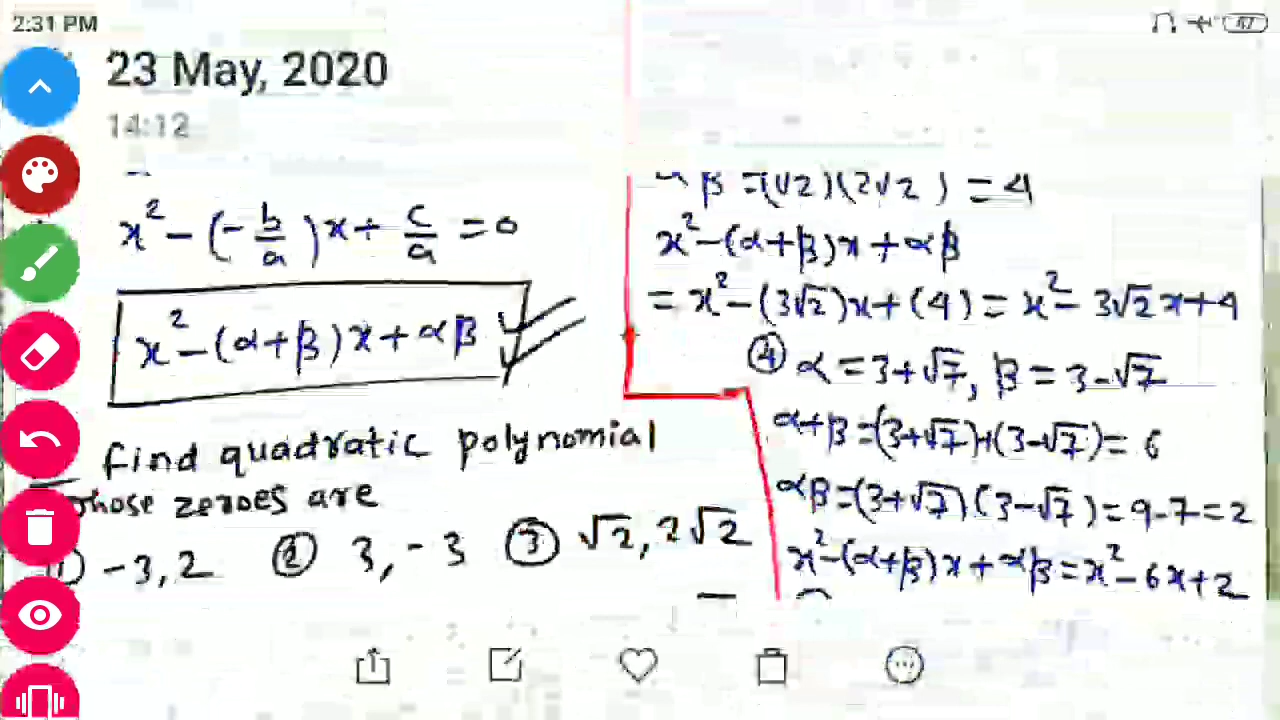 2:31 PM
23 May, 2020
14:12
x² - (-b/a)x + c/a = 0
x² - (α+β)x + αβ
find quadratic polynomial
whose zeroes are
① -3, 2 ② 3, -3 ③ √2, 2√2
β = (√2)(2√2) = 4
x² - (α+β)x + αβ
= x² - (3√2)x + (4) = x² - 3√2x + 4
④ α = 3+√7, β = 3-√7
α+β = (3+√7)+(3-√7) = 6
αβ = (3+√7)(3-√7) = 9-7 = 2
x² - (α+β)x + αβ = x² - 6x + 2